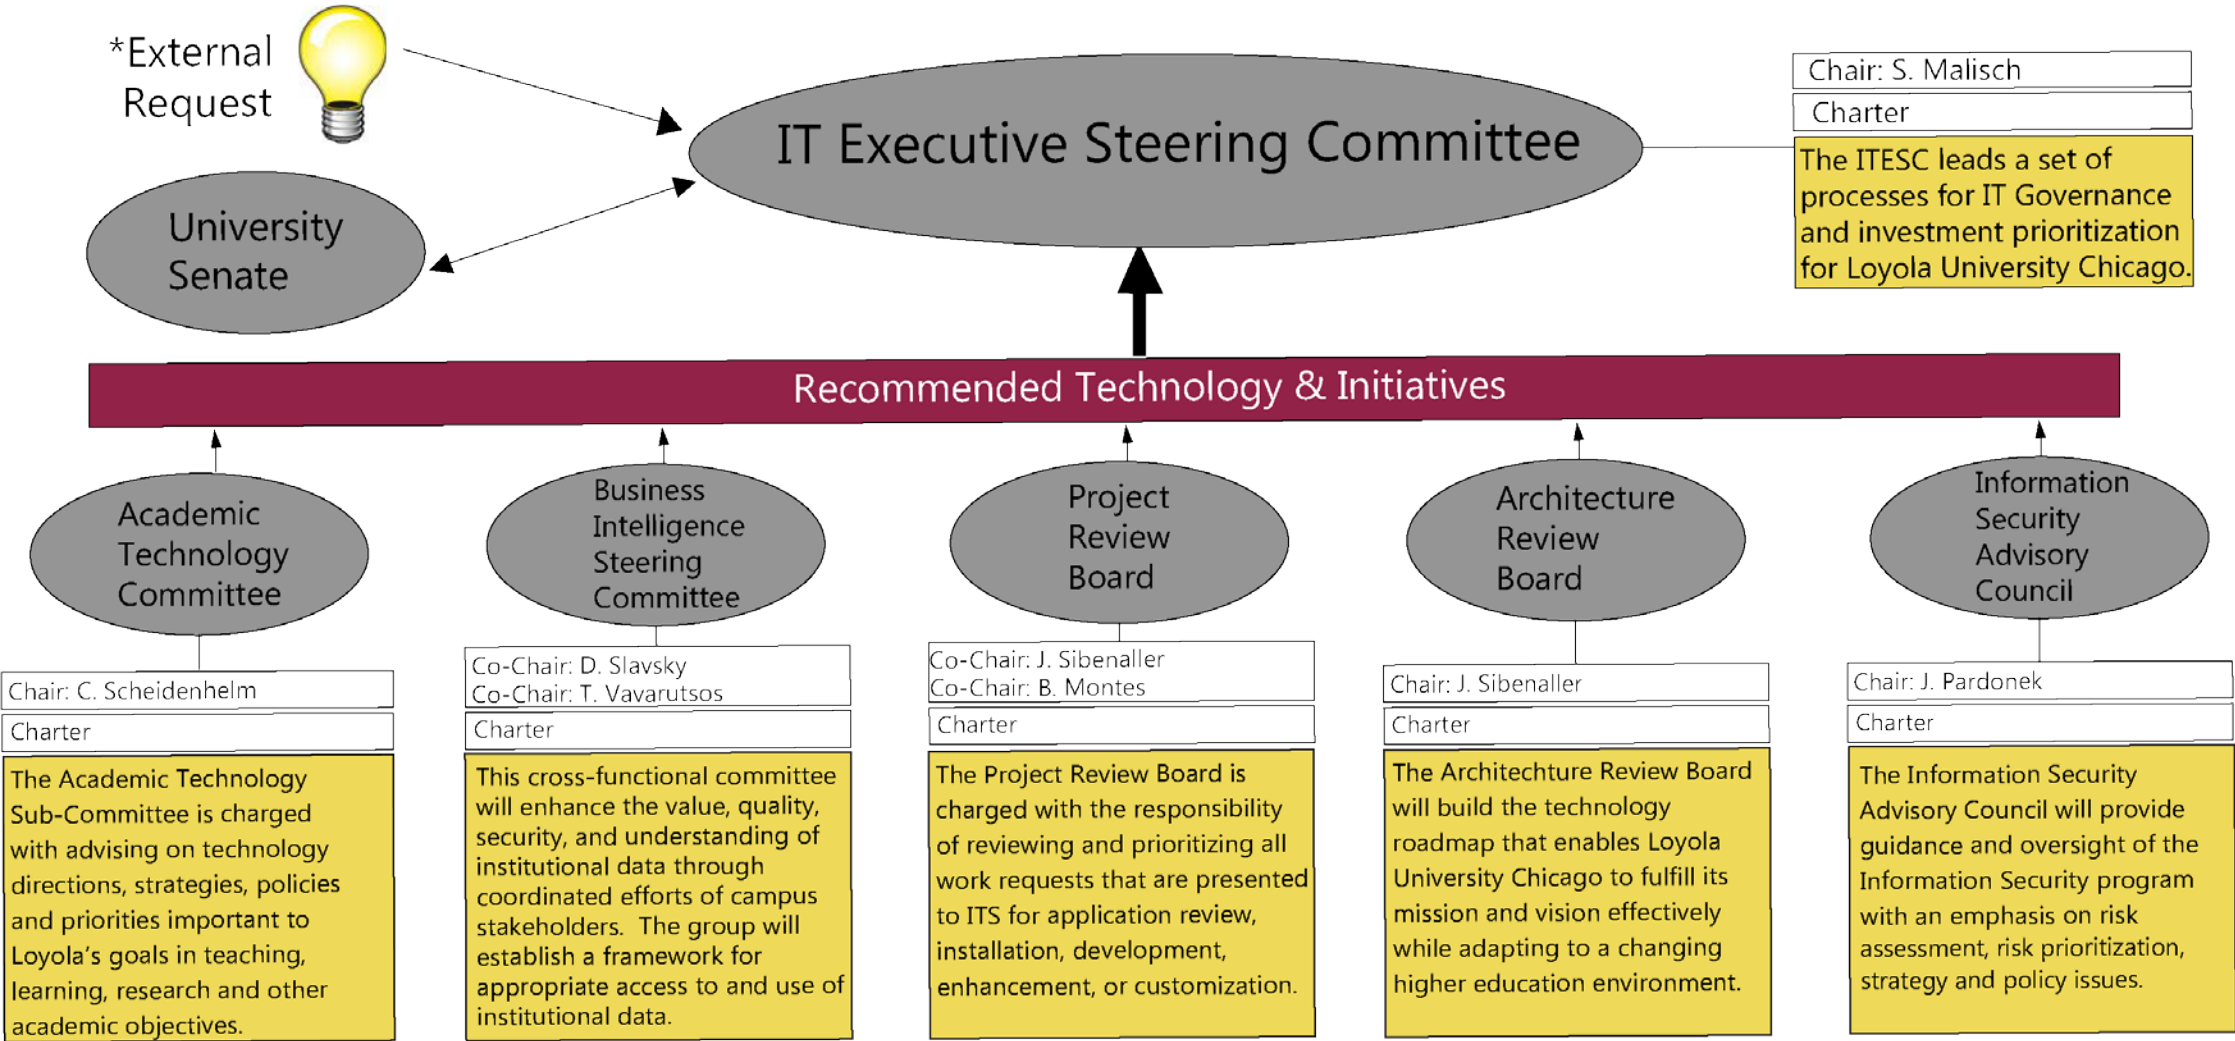 *External
Request
IT Executive Steering Committee
Chair: S. Malisch
Charter
The ITESC leads a set of
processes for IT Governance
and investment prioritization
for Loyola University Chicago.
University
Senate
Recommended Technology & Initiatives
Academic
Technology
Committee
Chair: C. Scheidenhelm
Charter
The Academic Technology
Sub-Committee is charged
with advising on technology
directions, strategies, policies
and priorities important to
Loyola's goals in teaching,
learning, research and other
academic objectives.
Business
Intelligence
Steering
Committee
Co-Chair: D. Slavsky
Co-Chair: T. Vavarutsos
Charter
This cross-functional committee
will enhance the value, quality,
security, and understanding of
institutional data through
coordinated efforts of campus
stakeholders.  The group will
establish a framework for
appropriate access to and use of
institutional data.
Project
Review
Board
Co-Chair: J. Sibenaller
Co-Chair: B. Montes
Charter
The Project Review Board is
charged with the responsibility
of reviewing and prioritizing all
work requests that are presented
to ITS for application review,
installation, development,
enhancement, or customization.
Architecture
Review
Board
Chair: J. Sibenaller
Charter
The Architechture Review Board
will build the technology
roadmap that enables Loyola
University Chicago to fulfill its
mission and vision effectively
while adapting to a changing
higher education environment.
Information
Security
Advisory
Council
Chair: J. Pardonek
Charter
The Information Security
Advisory Council will provide
guidance and oversight of the
Information Security program
with an emphasis on risk
assessment, risk prioritization,
strategy and policy issues.